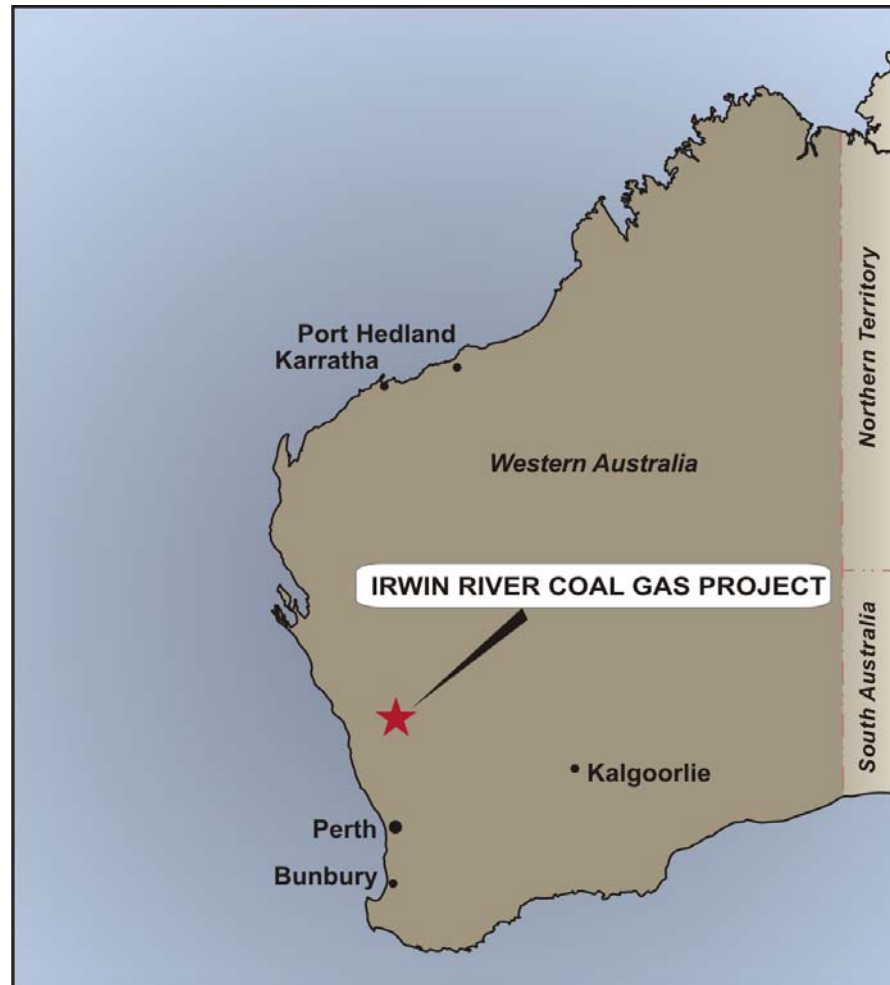 Port Hedland
Karratha
Northern Territory
Western Australia
IRWIN RIVER COAL GAS PROJECT
South Australia
Kalgoorlie
Perth
Bunbury